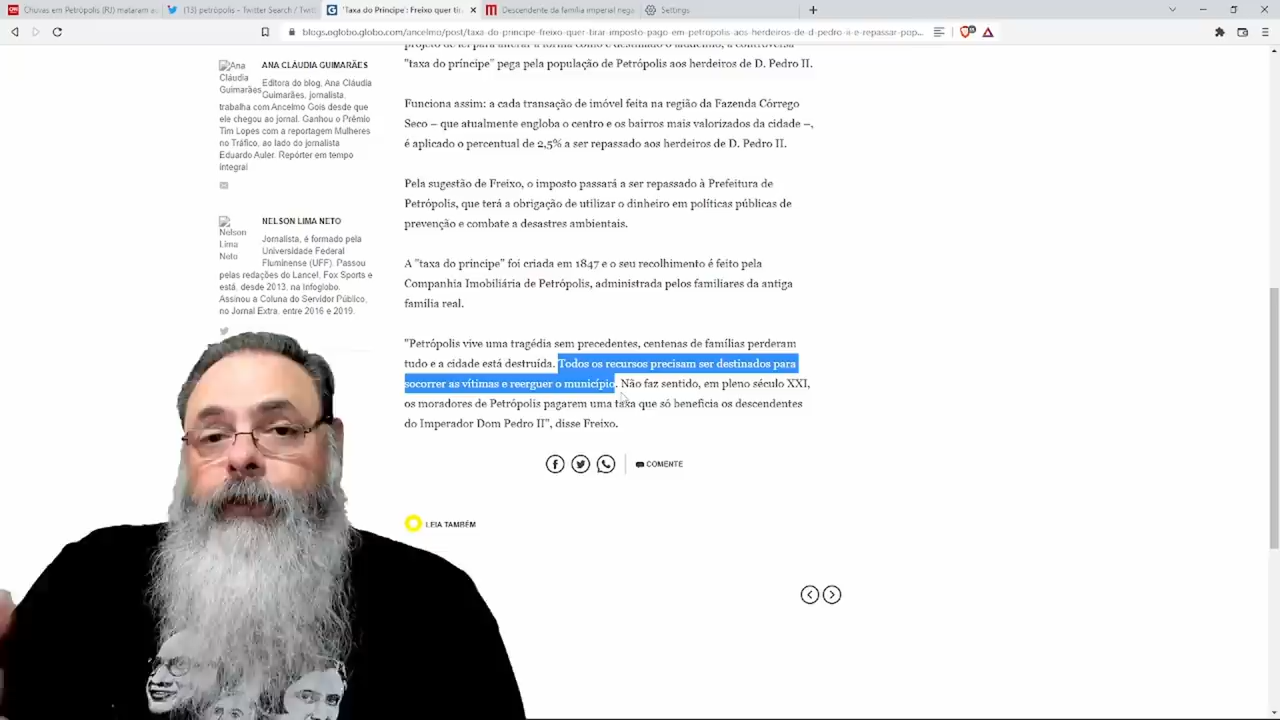 Chuvas em Petrópolis (RJ) mataram a
(13) petrópolis - Twitter Search / Twitt
'Taxa do Príncipe': Freixo quer tir
Descendente da família imperial nega
Settings
blogs.oglobo.globo.com/ancelmo/post/taxa-do-principe-freixo-quer-tirar-imposto-pago-em-petropolis-aos-herdeiros-de-d-pedro-ii-e-repassar-pop...
projeto de lei para alterar a forma como é destinado o laudêmio, a controversa
"taxa do príncipe" pega pela população de Petrópolis aos herdeiros de D. Pedro II.
Funciona assim: a cada transação de imóvel feita na região da Fazenda Córrego
Seco – que atualmente engloba o centro e os bairros mais valorizados da cidade –,
é aplicado o percentual de 2,5% a ser repassado aos herdeiros de D. Pedro II.
Pela sugestão de Freixo, o imposto passará a ser repassado à Prefeitura de
Petrópolis, que terá a obrigação de utilizar o dinheiro em políticas públicas de
prevenção e combate a desastres ambientais.
A "taxa do príncipe" foi criada em 1847 e o seu recolhimento é feito pela
Companhia Imobiliária de Petrópolis, administrada pelos familiares da antiga
família real.
"Petrópolis vive uma tragédia sem precedentes, centenas de famílias perderam
tudo e a cidade está destruída. Todos os recursos precisam ser destinados para
socorrer as vítimas e reerguer o município. Não faz sentido, em pleno século XXI,
os moradores de Petrópolis pagarem uma taxa que só beneficia os descendentes
do Imperador Dom Pedro II", disse Freixo.
COMENTE
LEIA TAMBÉM
Ana
Cláudia
Guimarães
ANA CLÁUDIA GUIMARÃES
Editora do blog, Ana Cláudia
Guimarães, jornalista,
trabalha com Ancelmo Gois desde que
ele chegou ao jornal. Ganhou o Prêmio
Tim Lopes com a reportagem Mulheres
no Tráfico, ao lado do jornalista
Eduardo Auler. Repórter em tempo
integral
Nelson
Lima
Neto
NELSON LIMA NETO
Jornalista, é formado pela
Universidade Federal
Fluminense (UFF). Passou
pelas redações do Lance!, Fox Sports e
está, desde 2013, na Infoglobo.
Assinou a Coluna do Servidor Público,
no Jornal Extra, entre 2016 e 2019.